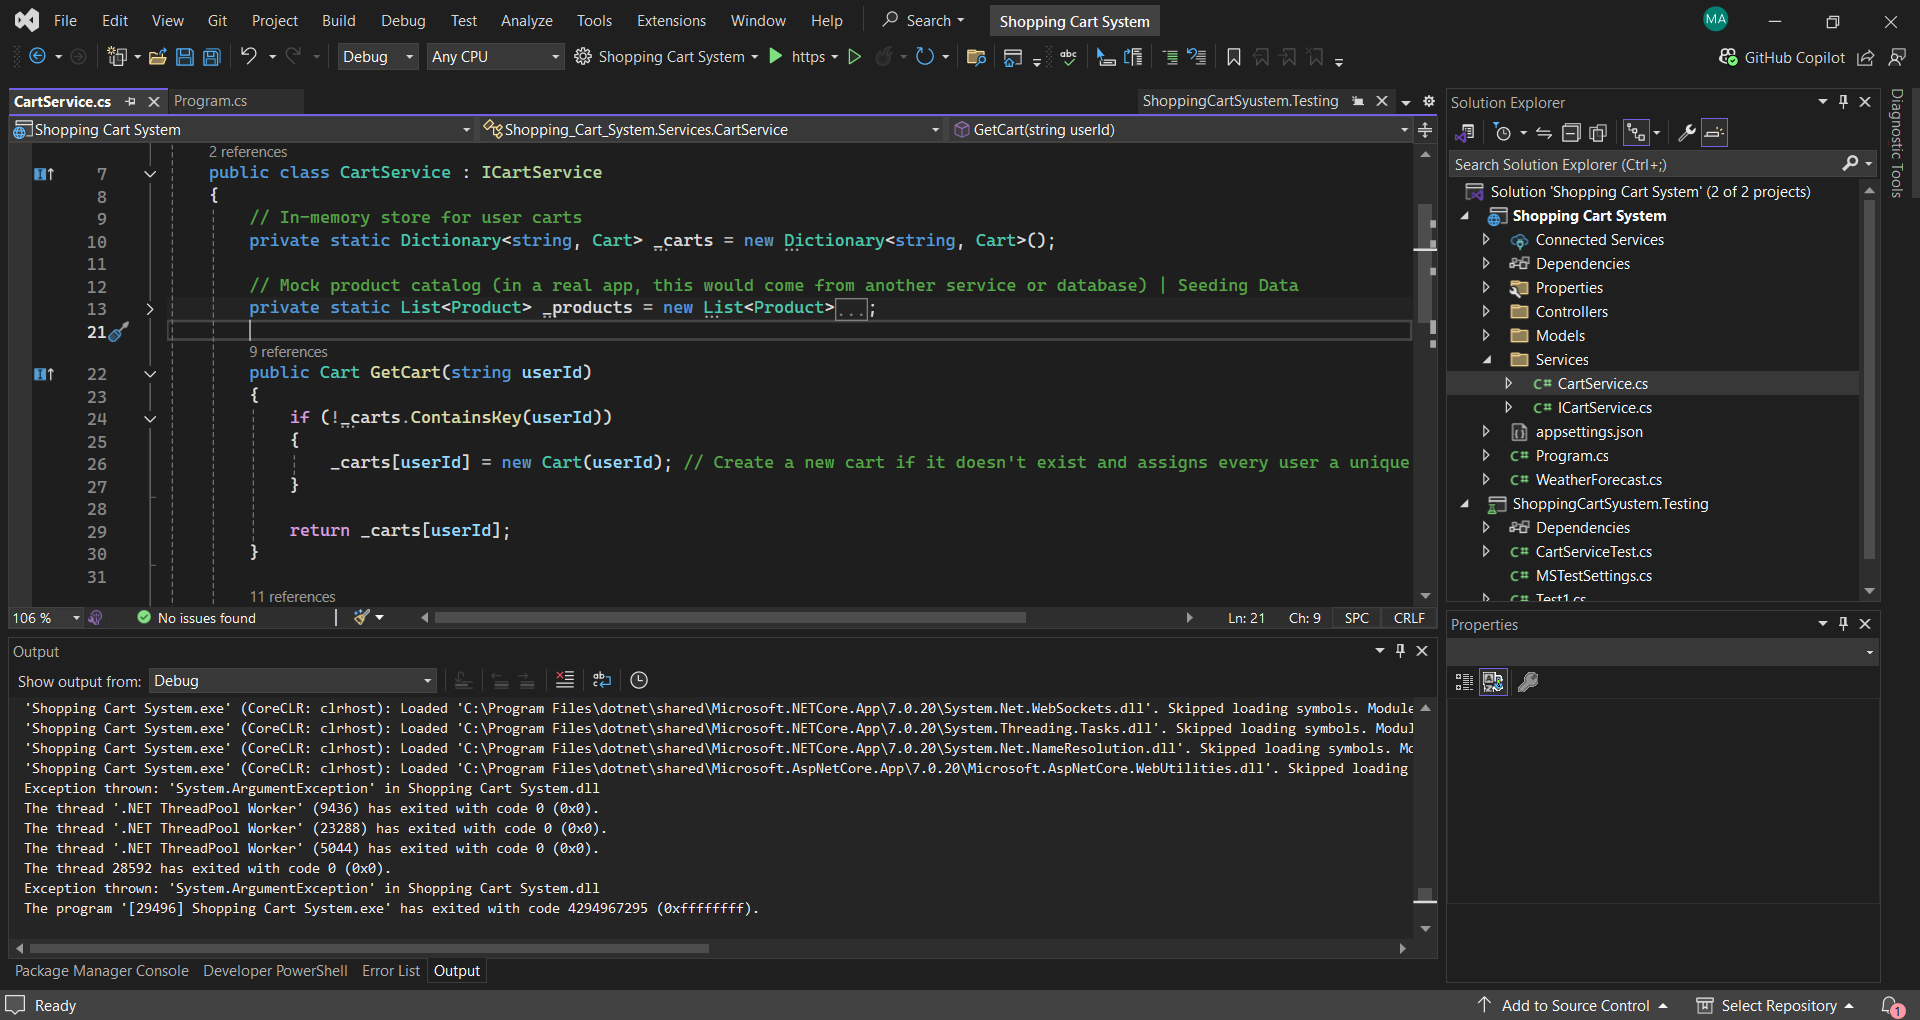 File Edit View Git Project Build Debug Test Analyze Tools Extensions Window Help Search Shopping Cart System MA
Debug Any CPU Shopping Cart System https GitHub Copilot
CartService.cs Program.cs ShoppingCartSyustem.Testing
Shopping Cart System Shopping_Cart_System.Services.CartService GetCart(string userId)
2 references
7 public class CartService : ICartService
8 {
9 // In-memory store for user carts
10 private static Dictionary<string, Cart> _carts = new Dictionary<string, Cart>();
11
12 // Mock product catalog (in a real app, this would come from another service or database) | Seeding Data
13 private static List<Product> _products = new List<Product>...;
21
9 references
22 public Cart GetCart(string userId)
23 {
24 if (!_carts.ContainsKey(userId))
25 {
26 _carts[userId] = new Cart(userId); // Create a new cart if it doesn't exist and assigns every user a unique
27 }
28
29 return _carts[userId];
30 }
31
11 references
106 % No issues found Ln: 21 Ch: 9 SPC CRLF
Output
Show output from: Debug
'Shopping Cart System.exe' (CoreCLR: clrhost): Loaded 'C:\Program Files\dotnet\shared\Microsoft.NETCore.App\7.0.20\System.Net.WebSockets.dll'. Skipped loading symbols. Module
'Shopping Cart System.exe' (CoreCLR: clrhost): Loaded 'C:\Program Files\dotnet\shared\Microsoft.NETCore.App\7.0.20\System.Threading.Tasks.dll'. Skipped loading symbols. Modul
'Shopping Cart System.exe' (CoreCLR: clrhost): Loaded 'C:\Program Files\dotnet\shared\Microsoft.NETCore.App\7.0.20\System.Net.NameResolution.dll'. Skipped loading symbols. Mo
'Shopping Cart System.exe' (CoreCLR: clrhost): Loaded 'C:\Program Files\dotnet\shared\Microsoft.AspNetCore.App\7.0.20\Microsoft.AspNetCore.WebUtilities.dll'. Skipped loading
Exception thrown: 'System.ArgumentException' in Shopping Cart System.dll
The thread '.NET ThreadPool Worker' (9436) has exited with code 0 (0x0).
The thread '.NET ThreadPool Worker' (23288) has exited with code 0 (0x0).
The thread '.NET ThreadPool Worker' (5044) has exited with code 0 (0x0).
The thread 28592 has exited with code 0 (0x0).
Exception thrown: 'System.ArgumentException' in Shopping Cart System.dll
The program '[29496] Shopping Cart System.exe' has exited with code 4294967295 (0xffffffff).
Package Manager Console Developer PowerShell Error List Output
Solution Explorer
Search Solution Explorer (Ctrl+;)
Solution 'Shopping Cart System' (2 of 2 projects)
Shopping Cart System
Connected Services
Dependencies
Properties
Controllers
Models
Services
C# CartService.cs
C# ICartService.cs
appsettings.json
C# Program.cs
C# WeatherForecast.cs
ShoppingCartSyustem.Testing
Dependencies
C# CartServiceTest.cs
C# MSTestSettings.cs
C# Test1.cs
Properties
Diagnostic Tools
Ready Add to Source Control Select Repository 1